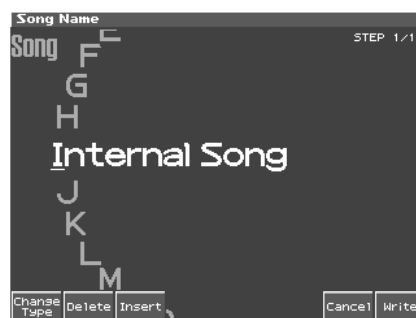 Song Name
Song
STEP 1/1
E
F
G
H
Internal Song
J
K
L
M
Change Type
Delete
Insert
Cancel
Write